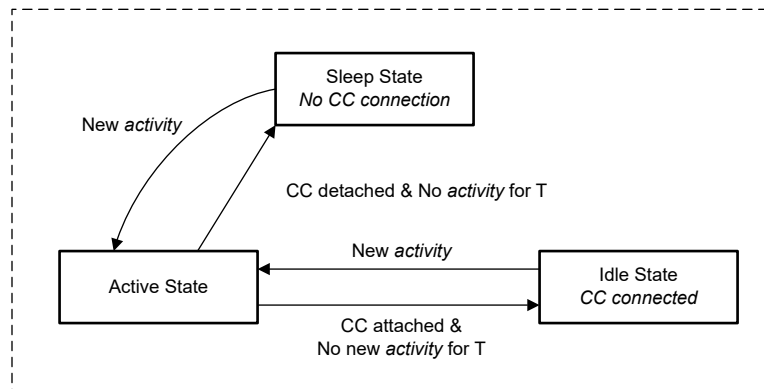 Sleep State
No CC connection
New activity
CC detached & No activity for T
New activity
Active State
Idle State
CC connected
CC attached &
No new activity for T